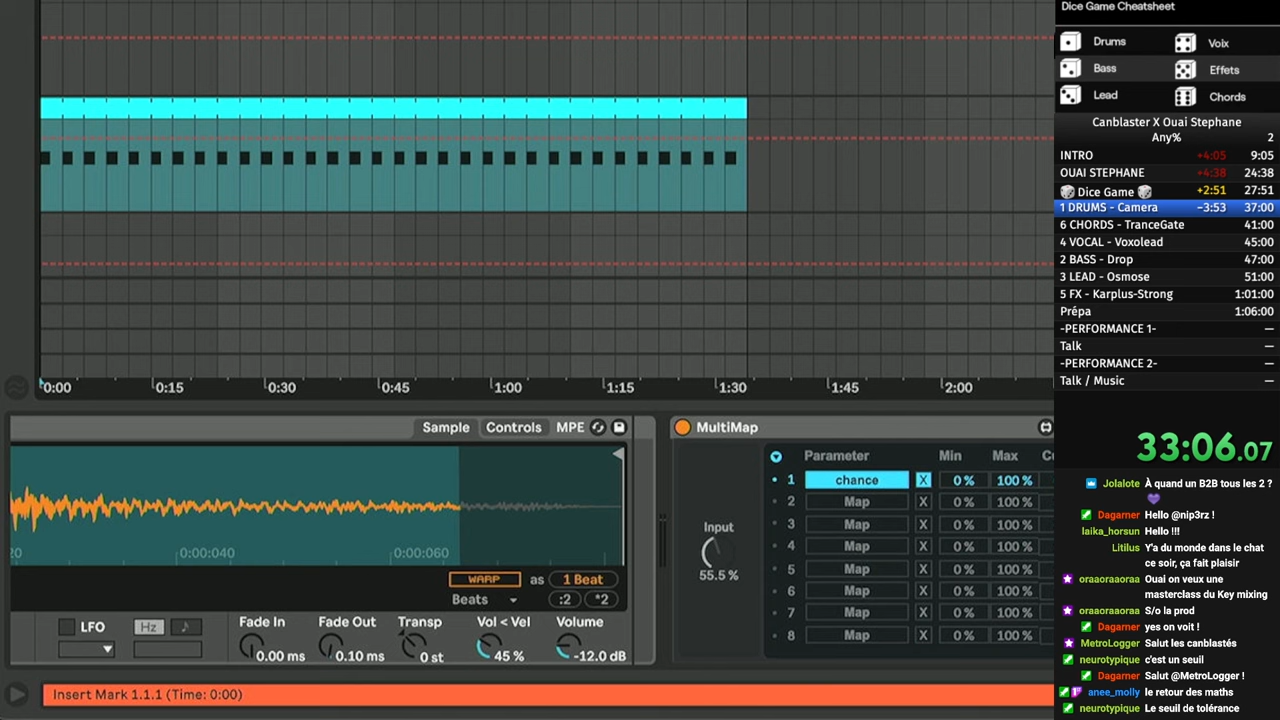 Dice Game Cheatsheet
Drums
Voix
Bass
Effets
Lead
Chords
Canblaster X Ouai Stephane
Any% 2
INTRO +4:05 9:05
OUAI STEPHANE +4:38 24:38
🎲 Dice Game 🎲 +2:51 27:51
1 DRUMS - Camera −3:53 37:00
6 CHORDS - TranceGate 41:00
4 VOCAL - Voxolead 45:00
2 BASS - Drop 47:00
3 LEAD - Osmose 51:00
5 FX - Karplus-Strong 1:01:00
Prépa 1:06:00
-PERFORMANCE 1- —
Talk —
-PERFORMANCE 2- —
Talk / Music —
33:06.07
0:00 0:15 0:30 0:45 1:00 1:15 1:30 1:45 2:00
Sample Controls MPE
20 0:00:040 0:00:060
WARP as 1 Beat
Beats :2 *2
LFO Hz
Fade In Fade Out Transp Vol < Vel Volume
0.00 ms 0.10 ms 0 st 45 % -12.0 dB
MultiMap
Parameter Min Max
Input
55.5 %
1 chance X 0 % 100 %
2 Map X 0 % 100 %
3 Map X 0 % 100 %
4 Map X 0 % 100 %
5 Map X 0 % 100 %
6 Map X 0 % 100 %
7 Map X 0 % 100 %
8 Map X 0 % 100 %
Insert Mark 1.1.1 (Time: 0:00)
Jolalote À quand un B2B tous les 2 ?
💜
Dagarner Hello @nip3rz !
laika_horsun Hello !!!
Litilus Y'a du monde dans le chat
ce soir, ça fait plaisir
oraaoraaoraa Ouai on veux une
masterclass du Key mixing
oraaoraaoraa S/o la prod
Dagarner yes on voit !
MetroLogger Salut les canblastés
neurotypique c'est un seuil
Dagarner Salut @MetroLogger !
anee_molly le retour des maths
neurotypique Le seuil de tolérance